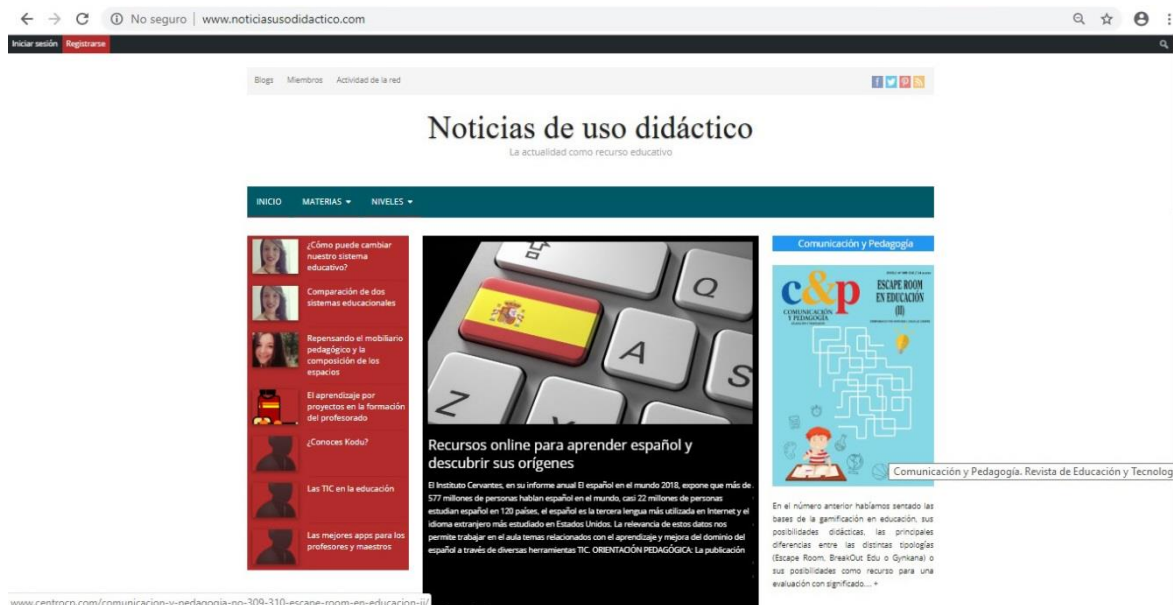 No seguro | www.noticiasusodidactico.com
Iniciar sesión Registrarse
Blogs Miembros Actividad de la red
Noticias de uso didáctico
La actualidad como recurso educativo
INICIO MATERIAS NIVELES
¿Cómo puede cambiar
nuestro sistema
educativo?
Comparación de dos
sistemas educacionales
Repensando el mobiliario
pedagógico y la
composición de los
espacios
El aprendizaje por
proyectos en la formación
del profesorado
¿Conoces Kodu?
Las TIC en la educación
Las mejores apps para los
profesores y maestros
Q
A
S
Z
Recursos online para aprender español y
descubrir sus orígenes
El Instituto Cervantes, en su informe anual El español en el mundo 2018, expone que más de
577 millones de personas hablan español en el mundo, casi 22 millones de personas
estudian español en 120 países, el español es la tercera lengua más utilizada en Internet y el
idioma extranjero más estudiado en Estados Unidos. La relevancia de estos datos nos
permite trabajar en el aula temas relacionados con el aprendizaje y mejora del dominio del
español a través de diversas herramientas TIC. ORIENTACIÓN PEDAGÓGICA: La publicación
Comunicación y Pedagogía
c&p
COMUNICACIÓN
Y PEDAGOGÍA
ESCAPE ROOM
EN EDUCACIÓN
(II)
Comunicación y Pedagogía. Revista de Educación y Tecnolog
En el número anterior habíamos sentado las
bases de la gamificación en educación, sus
posibilidades didácticas, las principales
diferencias entre las distintas tipologías
(Escape Room, BreakOut Edu o Gynkana) o
sus posibilidades como recurso para una
evaluación con significado.... +
www.centrocp.com/comunicacion-y-pedagogia-no-309-310-escape-room-en-educacion-ii/